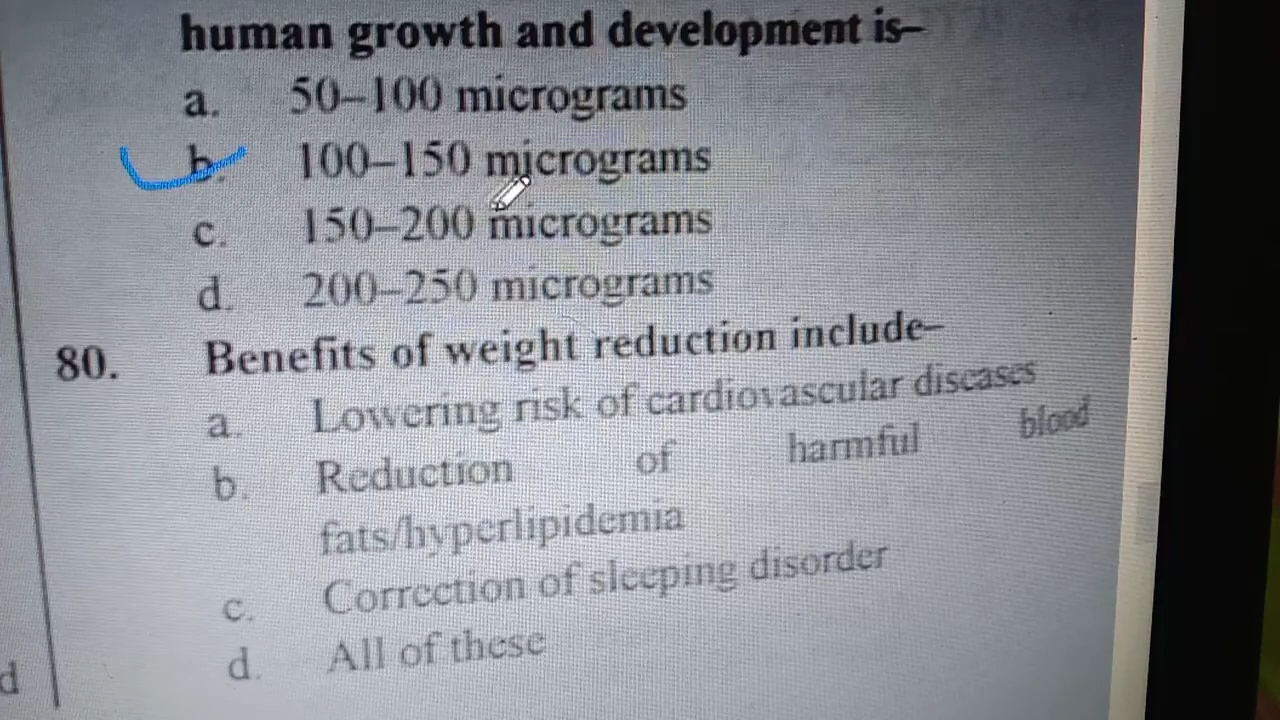 human growth and development is–
a. 50–100 micrograms
b. 100–150 micrograms
c. 150–200 micrograms
d. 200–250 micrograms
80. Benefits of weight reduction include–
a. Lowering risk of cardiovascular diseases
b. Reduction of harmful blood
fats/hyperlipidemia
c. Correction of sleeping disorder
d. All of these
d